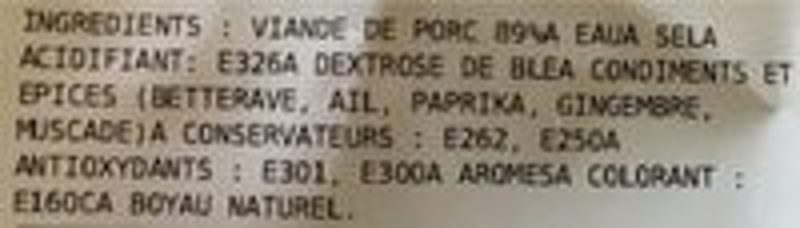 INGREDIENTS : VIANDE DE PORC 89%A EAUA SELA
ACIDIFIANT: E326A DEXTROSE DE BLEA CONDIMENTS ET
EPICES (BETTERAVE, AIL, PAPRIKA, GINGEMBRE,
MUSCADE)A CONSERVATEURS : E262, E250A
ANTIOXYDANTS : E301, E300A AROMESA COLORANT :
E160CA BOYAU NATUREL.